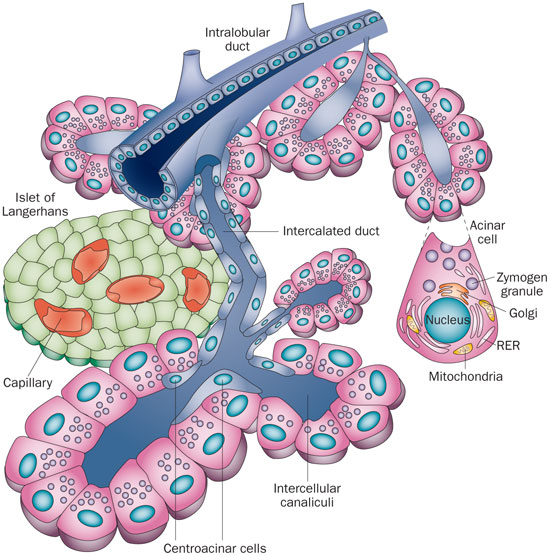 Intralobular
duct
Islet of
Langerhans
Intercalated duct
Acinar
cell
Zymogen
granule
Golgi
Nucleus
RER
Mitochondria
Capillary
Intercellular
canaliculi
Centroacinar cells